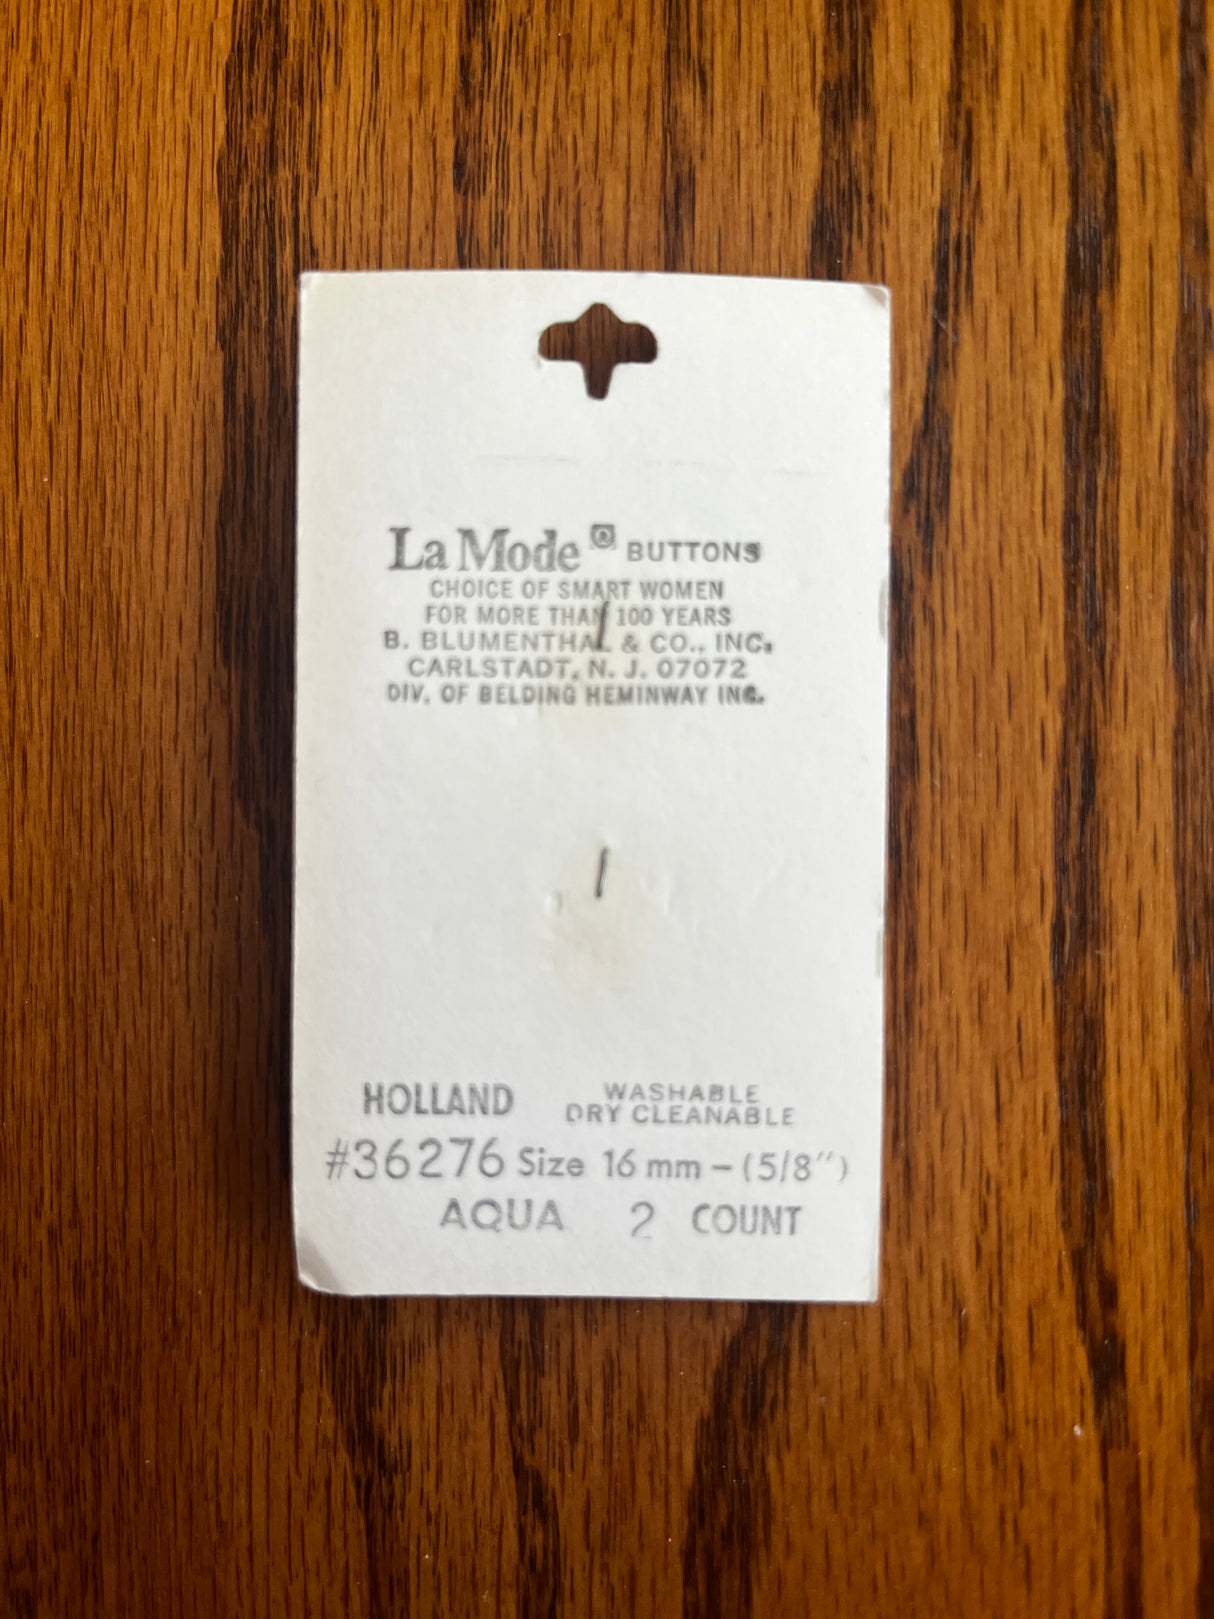 La Mode ® BUTTONS
CHOICE OF SMART WOMEN
FOR MORE THAN 100 YEARS
B. BLUMENTHAL & CO., INC.
CARLSTADT, N. J. 07072
DIV. OF BELDING HEMINWAY INC.
HOLLAND WASHABLE
DRY CLEANABLE
#36276 Size 16 mm – (5/8")
AQUA 2 COUNT